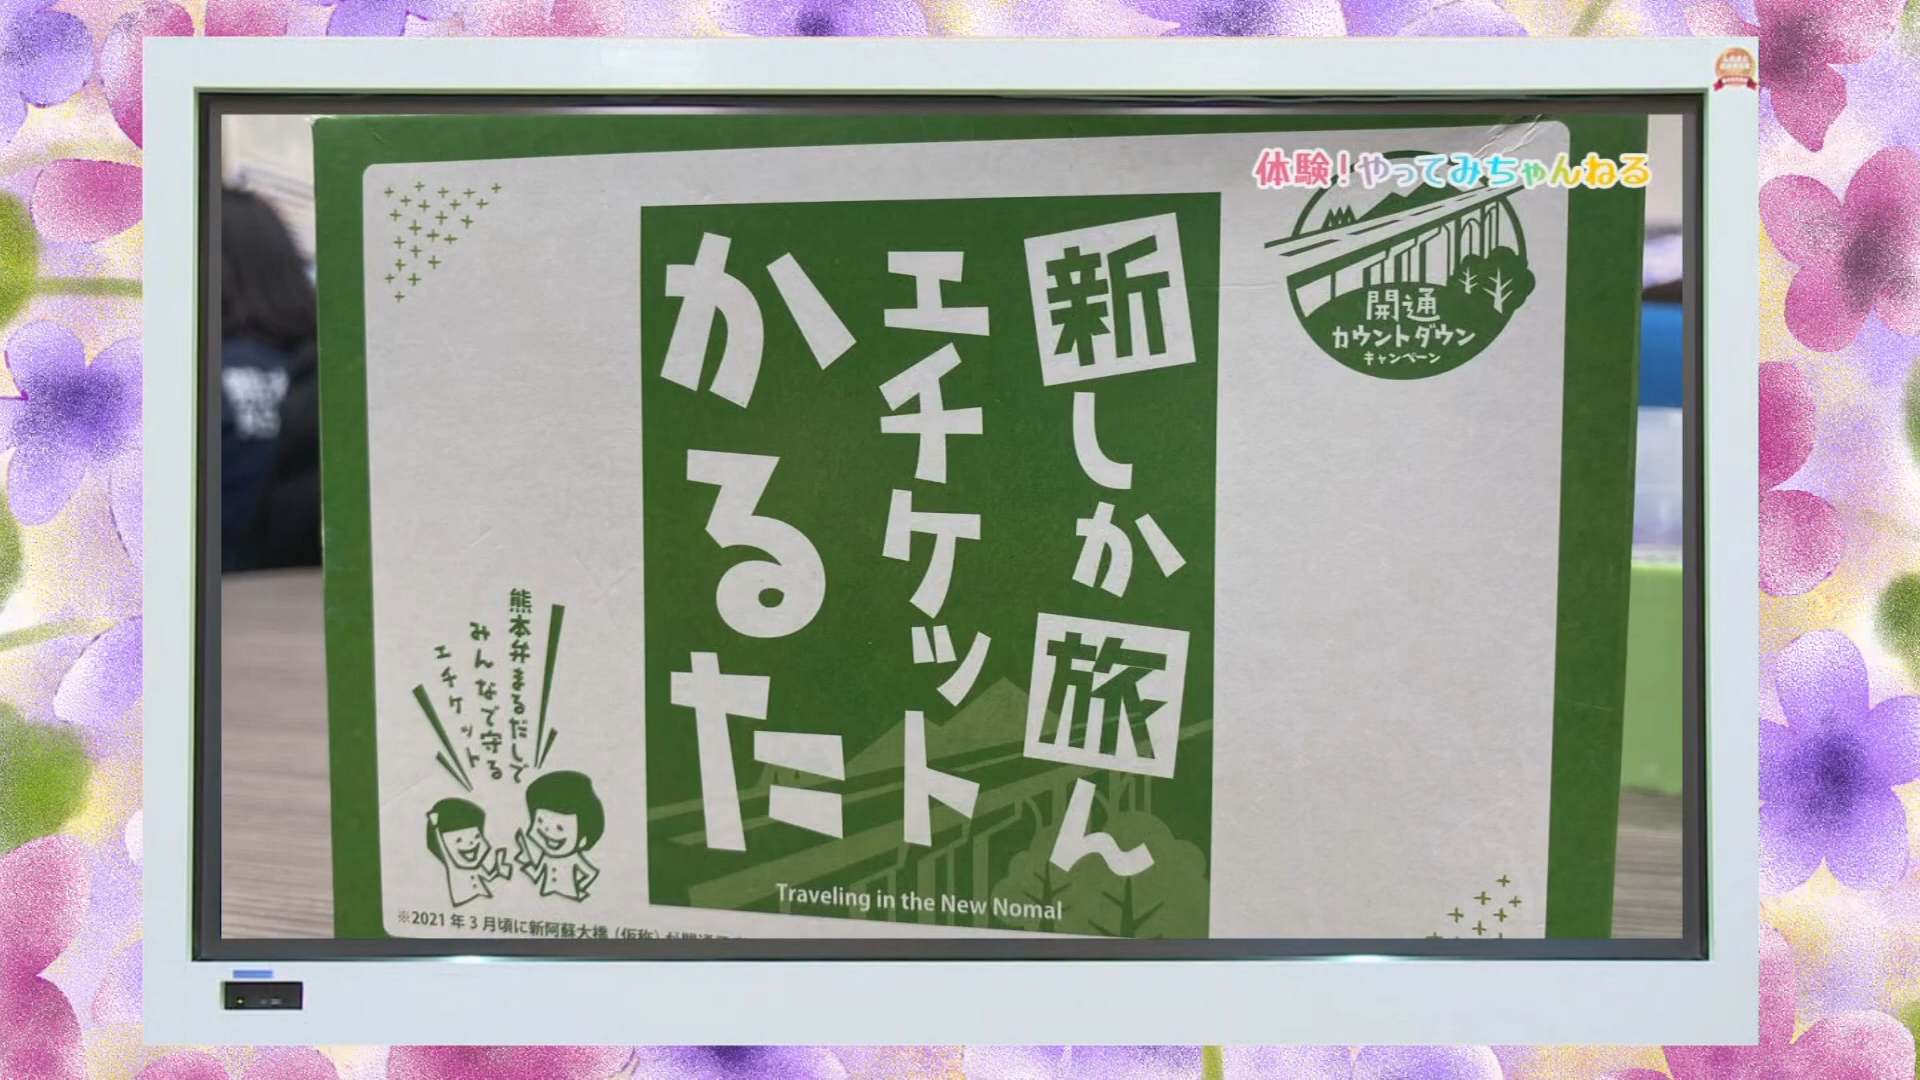 体験!やってみちゃんねる
開通
カウントダウン
キャンペーン
新しか旅ん
エチケット
かるた
熊本弁まるだしで
みんなで守る
エチケット
Traveling in the New Nomal
※2021年3月頃に新阿蘇大橋(仮称)が開通